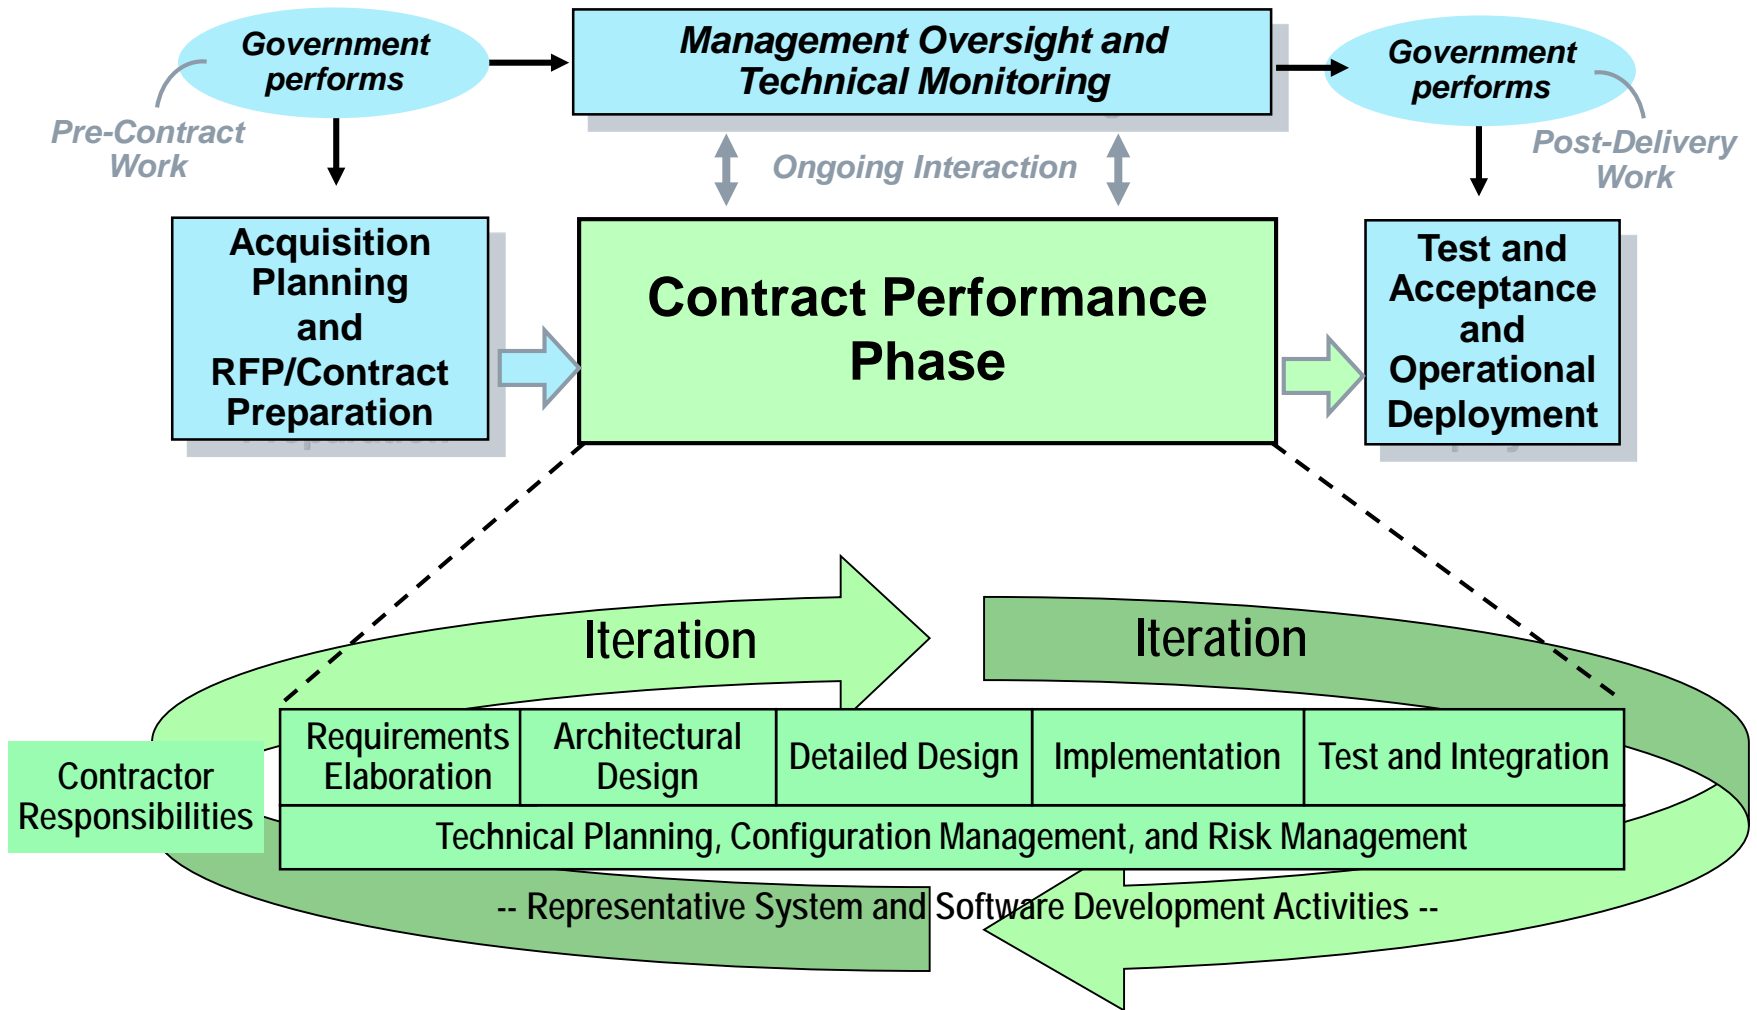 Government
performs
Management Oversight and
Technical Monitoring
Government
performs
Pre-Contract
Work
Ongoing Interaction
Post-Delivery
Work
Acquisition
Planning
and
RFP/Contract
Preparation
Contract Performance
Phase
Test and
Acceptance
and
Operational
Deployment
Iteration
Iteration
Contractor
Responsibilities
Requirements
Elaboration
Architectural
Design
Detailed Design
Implementation
Test and Integration
Technical Planning, Configuration Management, and Risk Management
-- Representative System and Software Development Activities --